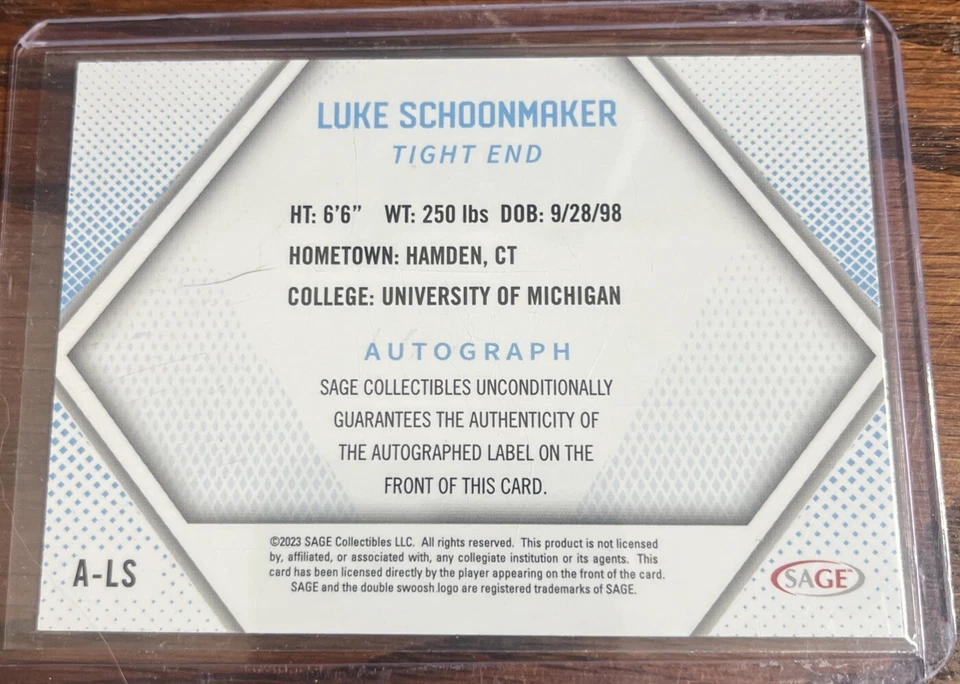 LUKE SCHOONMAKER
TIGHT END
HT: 6'6" WT: 250 lbs DOB: 9/28/98
HOMETOWN: HAMDEN, CT
COLLEGE: UNIVERSITY OF MICHIGAN
AUTOGRAPH
SAGE COLLECTIBLES UNCONDITIONALLY
GUARANTEES THE AUTHENTICITY OF
THE AUTOGRAPHED LABEL ON THE
FRONT OF THIS CARD.
©2023 SAGE Collectibles LLC. All rights reserved. This product is not licensed
by, affiliated, or associated with, any collegiate institution or its agents. This
card has been licensed directly by the player appearing on the front of the card.
SAGE and the double swoosh logo are registered trademarks of SAGE.
A-LS
SAGE™